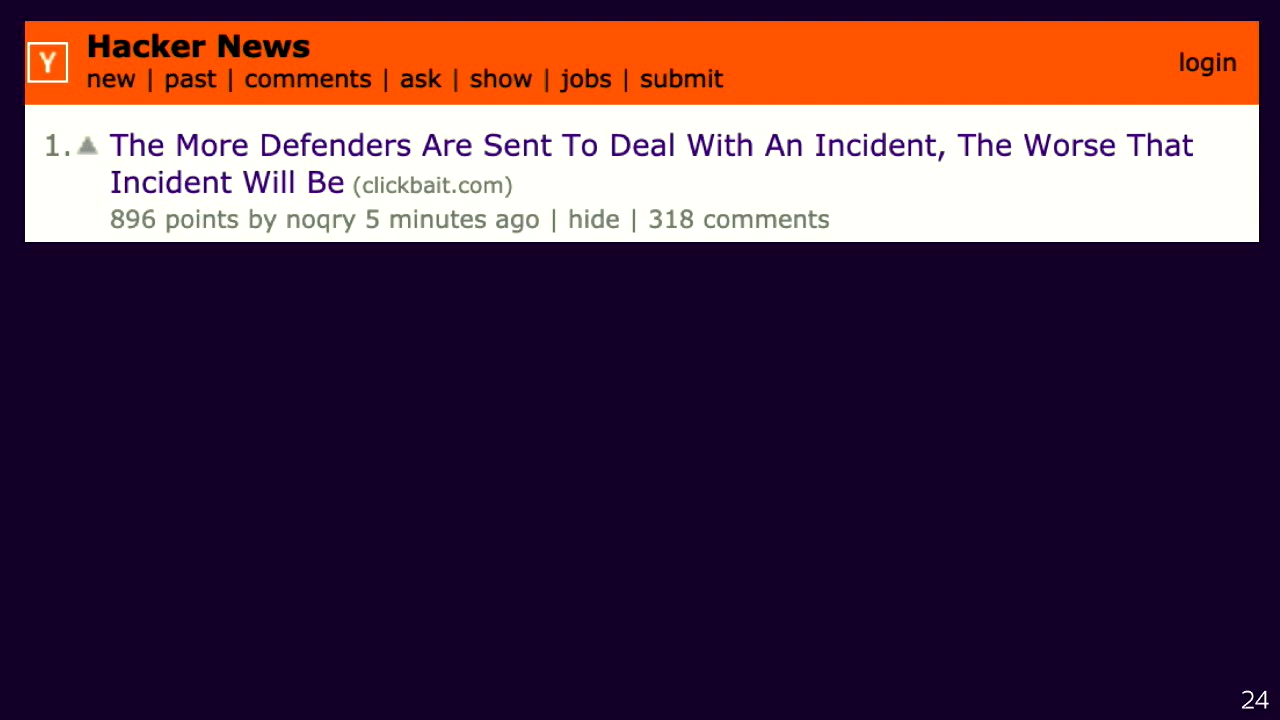 Y
Hacker News
new | past | comments | ask | show | jobs | submit
login
1. ▲ The More Defenders Are Sent To Deal With An Incident, The Worse That
Incident Will Be (clickbait.com)
896 points by noqry 5 minutes ago | hide | 318 comments
24